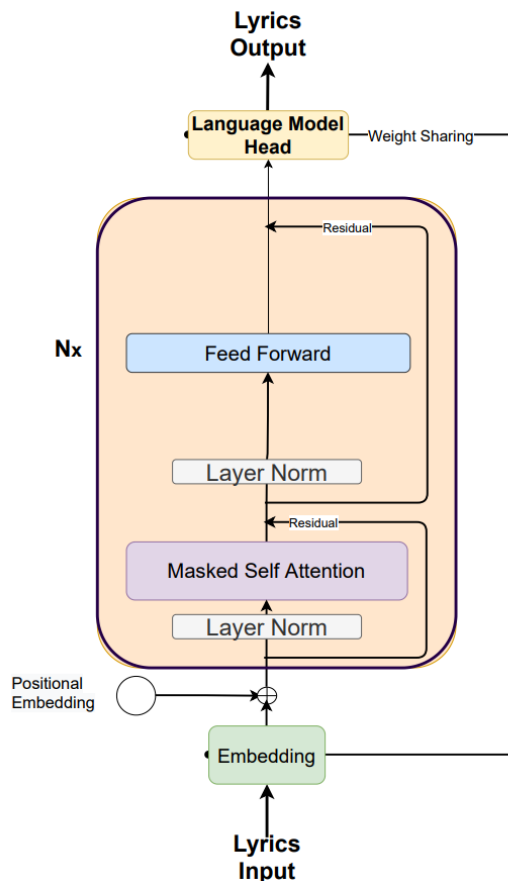 Lyrics
Output
Language Model
Head
Weight Sharing
Residual
Nx
Feed Forward
Layer Norm
Residual
Masked Self Attention
Layer Norm
Positional
Embedding
Embedding
Lyrics
Input